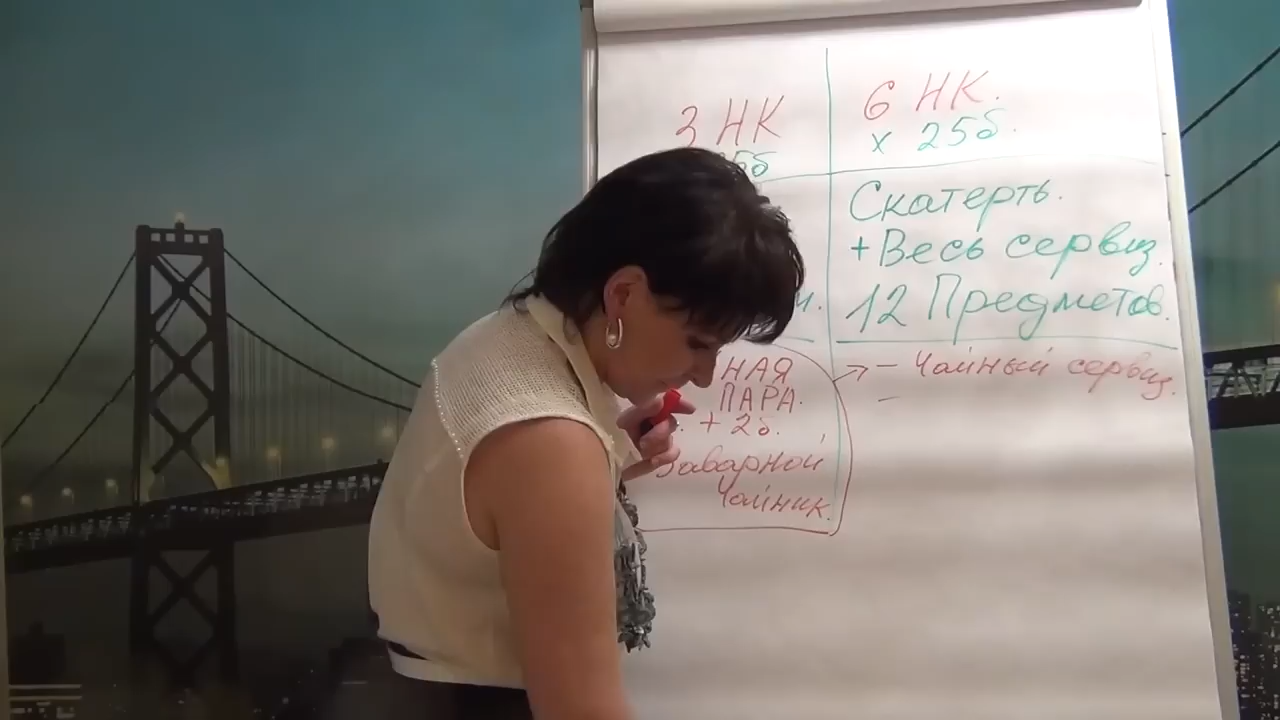 3 НК
6 НК.
х 25б.
Скатерть.
+Весь сервиз.
12 Предметов.
НАЯ
ПАРА.
+ 2б.
Заварной
Чайник.
- Чайный сервиз.
-